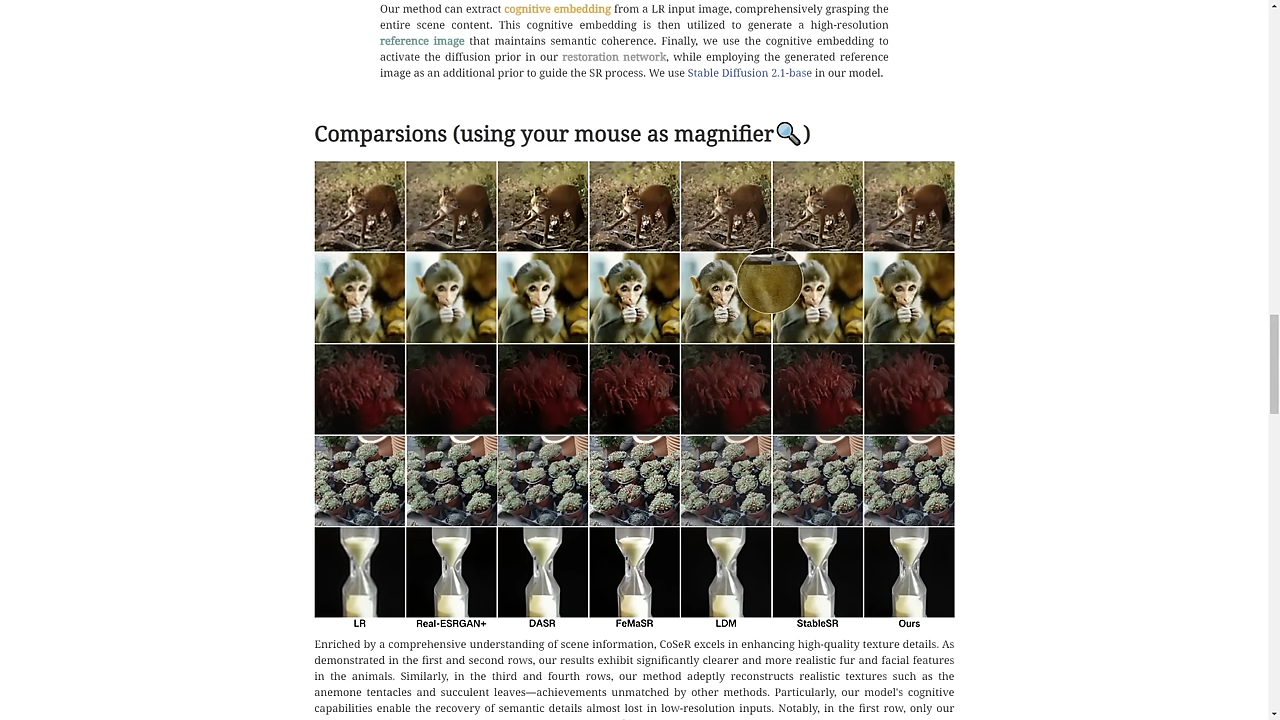 Our method can extract cognitive embedding from a LR input image, comprehensively grasping the
entire scene content. This cognitive embedding is then utilized to generate a high-resolution
reference image that maintains semantic coherence. Finally, we use the cognitive embedding to
activate the diffusion prior in our restoration network, while employing the generated reference
image as an additional prior to guide the SR process. We use Stable Diffusion 2.1-base in our model.
Comparsions (using your mouse as magnifier🔍)
LR Real-ESRGAN+ DASR FeMaSR LDM StableSR Ours
Enriched by a comprehensive understanding of scene information, CoSeR excels in enhancing high-quality texture details. As
demonstrated in the first and second rows, our results exhibit significantly clearer and more realistic fur and facial features
in the animals. Similarly, in the third and fourth rows, our method adeptly reconstructs realistic textures such as the
anemone tentacles and succulent leaves—achievements unmatched by other methods. Particularly, our model's cognitive
capabilities enable the recovery of semantic details almost lost in low-resolution inputs. Notably, in the first row, only our